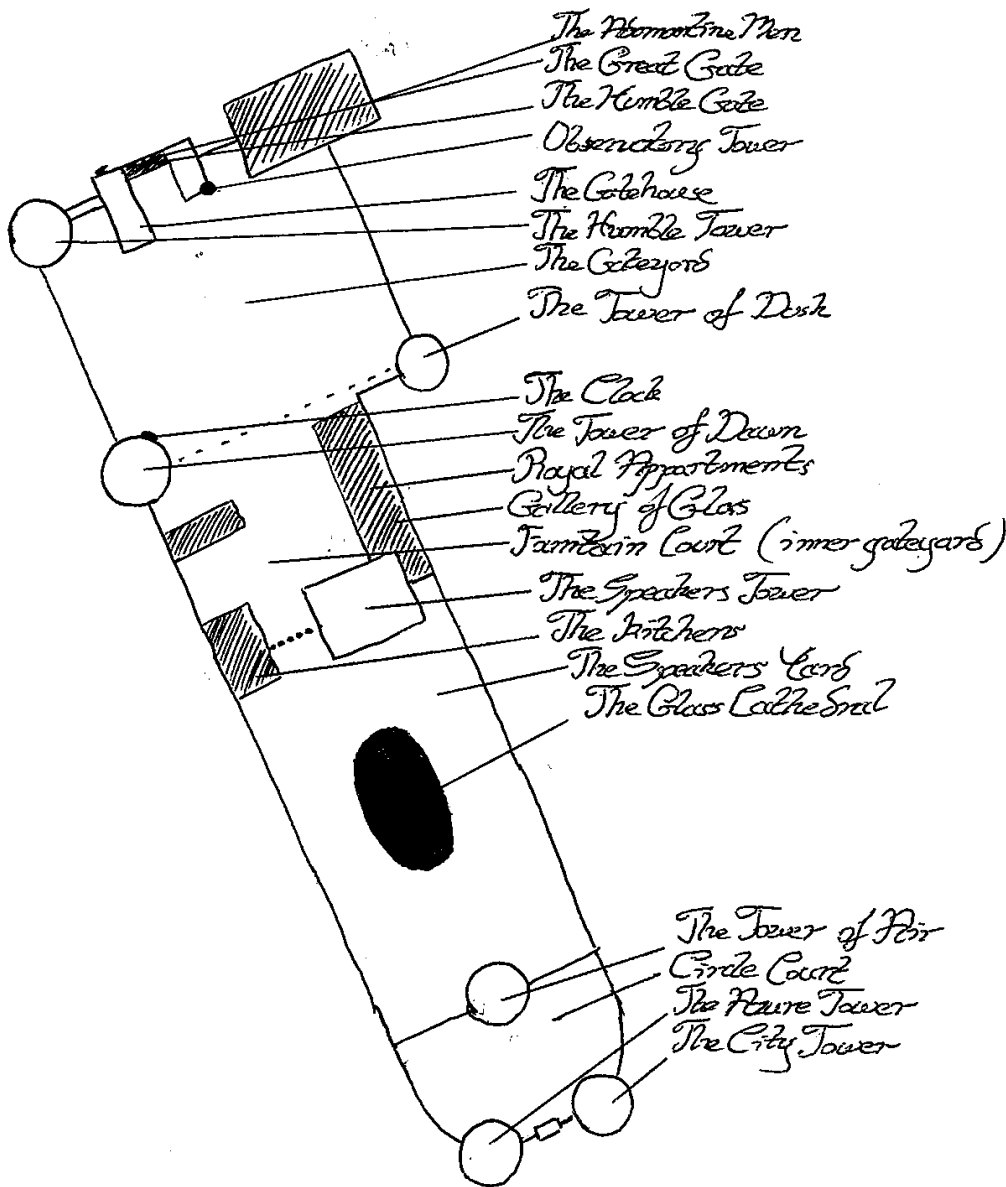 The Adamantine Men
The Great Gate
The Humble Gate
Observatory Tower
The Gatehouse
The Humble Tower
The Gateyard
The Tower of Dusk
The Clock
The Tower of Dawn
Royal Appartments
Gallery of Glas
Fountain Court (inner gateyard)
The Speakers Tower
The Kitchens
The Speakers Yard
The Glass Cathedral
The Tower of Air
Circle Court
The Azure Tower
The City Tower